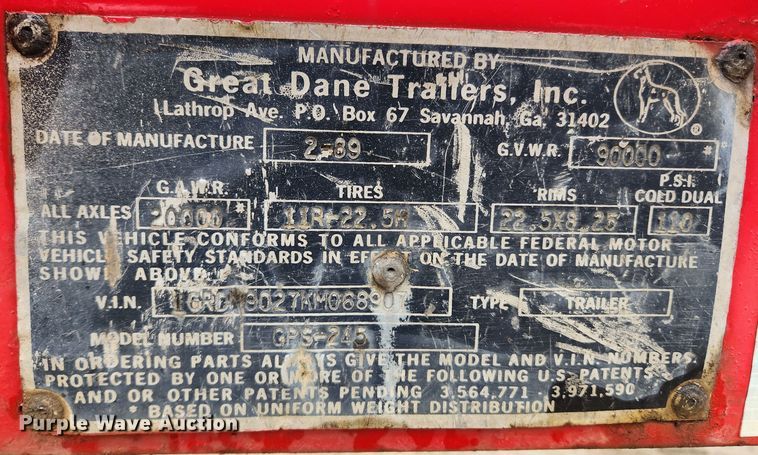 MANUFACTURED BY
Great Dane Trailers, Inc.
Lathrop Ave. P.O. Box 67 Savannah, Ga. 31402
®
DATE OF MANUFACTURE 2-89 G.V.W.R. 90000 *
G.A.W.R. TIRES RIMS P.S.I. COLD DUAL
ALL AXLES 20000 * 11R-22.5H 22.5X8.25 110
THIS VEHICLE CONFORMS TO ALL APPLICABLE FEDERAL MOTOR
VEHICLE SAFETY STANDARDS IN EFFECT ON THE DATE OF MANUFACTURE
SHOWN ABOVE.
V.I.N. TYPE TRAILER
MODEL NUMBER GPS-245
IN ORDERING PARTS ALWAYS GIVE THE MODEL AND V.I.N. NUMBERS.
PROTECTED BY ONE OR MORE OF THE FOLLOWING U.S. PATENTS
AND OR OTHER PATENTS PENDING 3,564,771 · 3,971,590
* BASED ON UNIFORM WEIGHT DISTRIBUTION
Purple Wave Auction